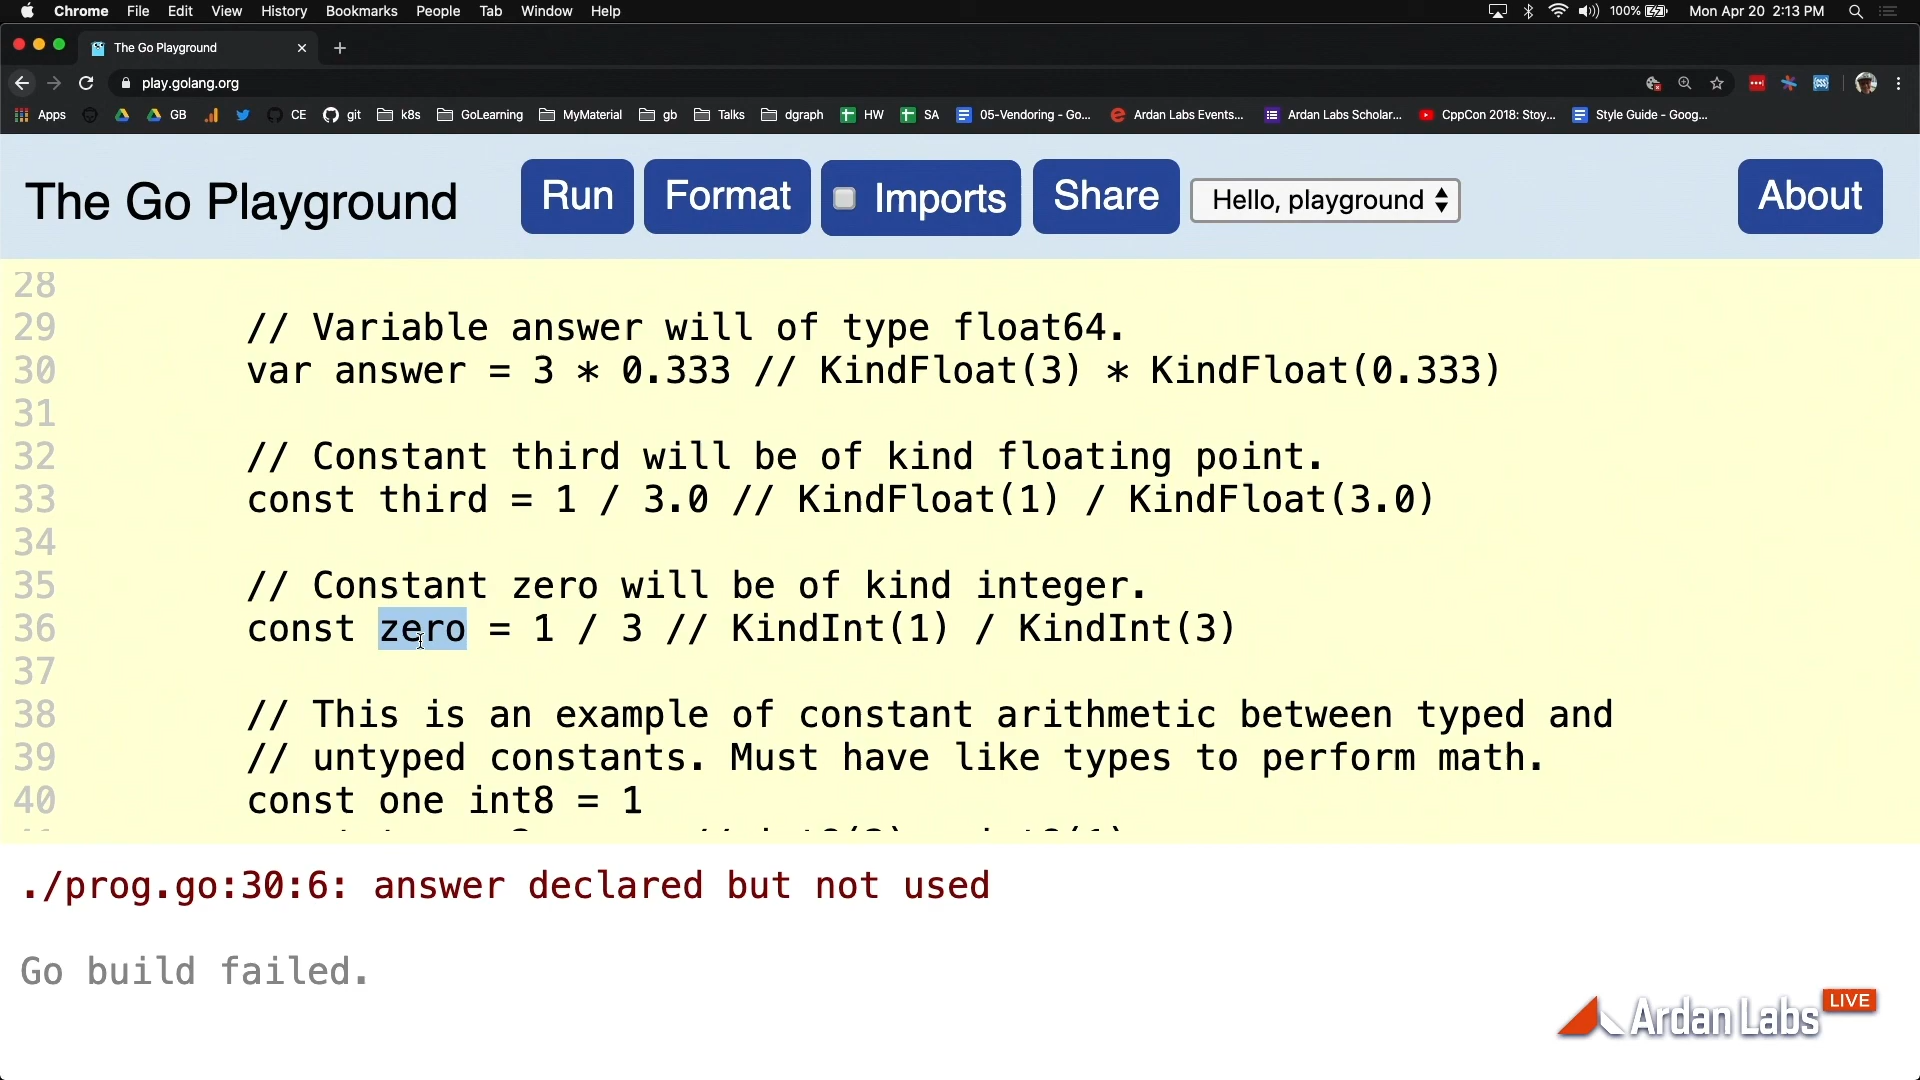 Chrome File Edit View History Bookmarks People Tab Window Help 100% Mon Apr 20 2:13 PM
The Go Playground
play.golang.org
Apps GB CE git k8s GoLearning MyMaterial gb Talks dgraph HW SA 05-Vendoring - Go... Ardan Labs Events... Ardan Labs Scholar... CppCon 2018: Stoy... Style Guide - Goog...
The Go Playground Run Format Imports Share Hello, playground About
28
29 // Variable answer will of type float64.
30 var answer = 3 * 0.333 // KindFloat(3) * KindFloat(0.333)
31
32 // Constant third will be of kind floating point.
33 const third = 1 / 3.0 // KindFloat(1) / KindFloat(3.0)
34
35 // Constant zero will be of kind integer.
36 const zero = 1 / 3 // KindInt(1) / KindInt(3)
37
38 // This is an example of constant arithmetic between typed and
39 // untyped constants. Must have like types to perform math.
40 const one int8 = 1
./prog.go:30:6: answer declared but not used
Go build failed.
Ardan Labs LIVE